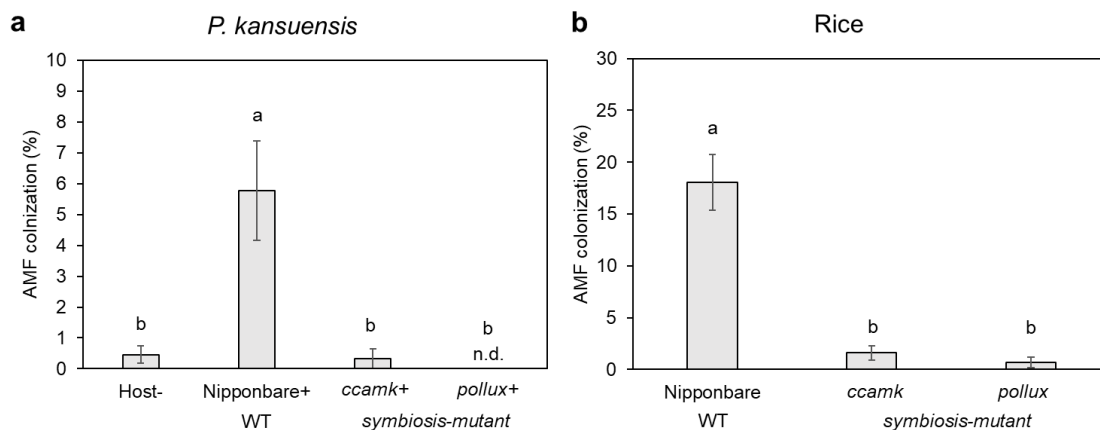 a
P. kansuensis
AMF colnization (%)
10
9
8
7
6
5
4
3
2
1
0
b
a
b
b
n.d.
Host-
Nipponbare+
ccamk+
pollux+
WT
symbiosis-mutant
b
Rice
AMF colonization (%)
30
25
20
15
10
5
0
a
b
b
Nipponbare
ccamk
pollux
WT
symbiosis-mutant